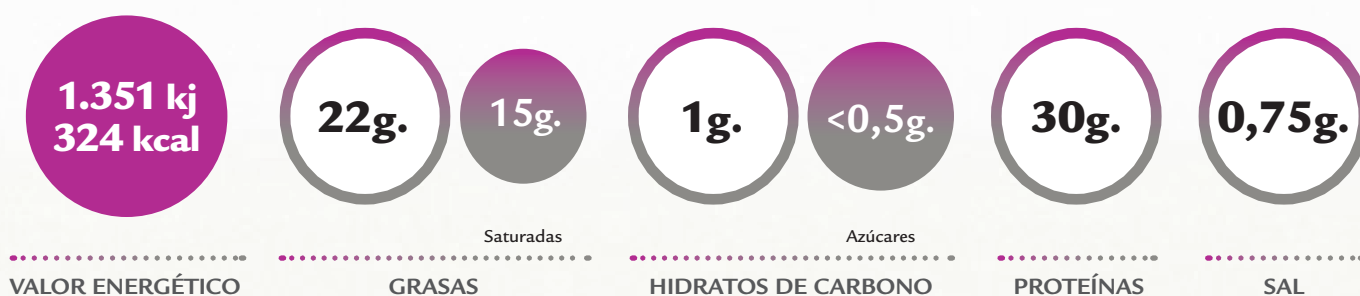 1.351 kj
324 kcal
22g.
15g.
1g.
<0,5g.
30g.
0,75g.
Saturadas
Azúcares
VALOR ENERGÉTICO
GRASAS
HIDRATOS DE CARBONO
PROTEÍNAS
SAL